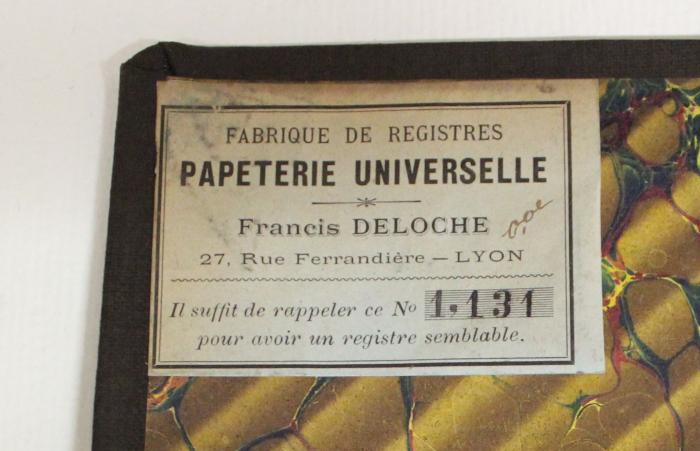 FABRIQUE DE REGISTRES
PAPETERIE UNIVERSELLE
Francis DELOCHE
27, Rue Ferrandière — LYON
Il suffit de rappeler ce No 1.131
pour avoir un registre semblable.